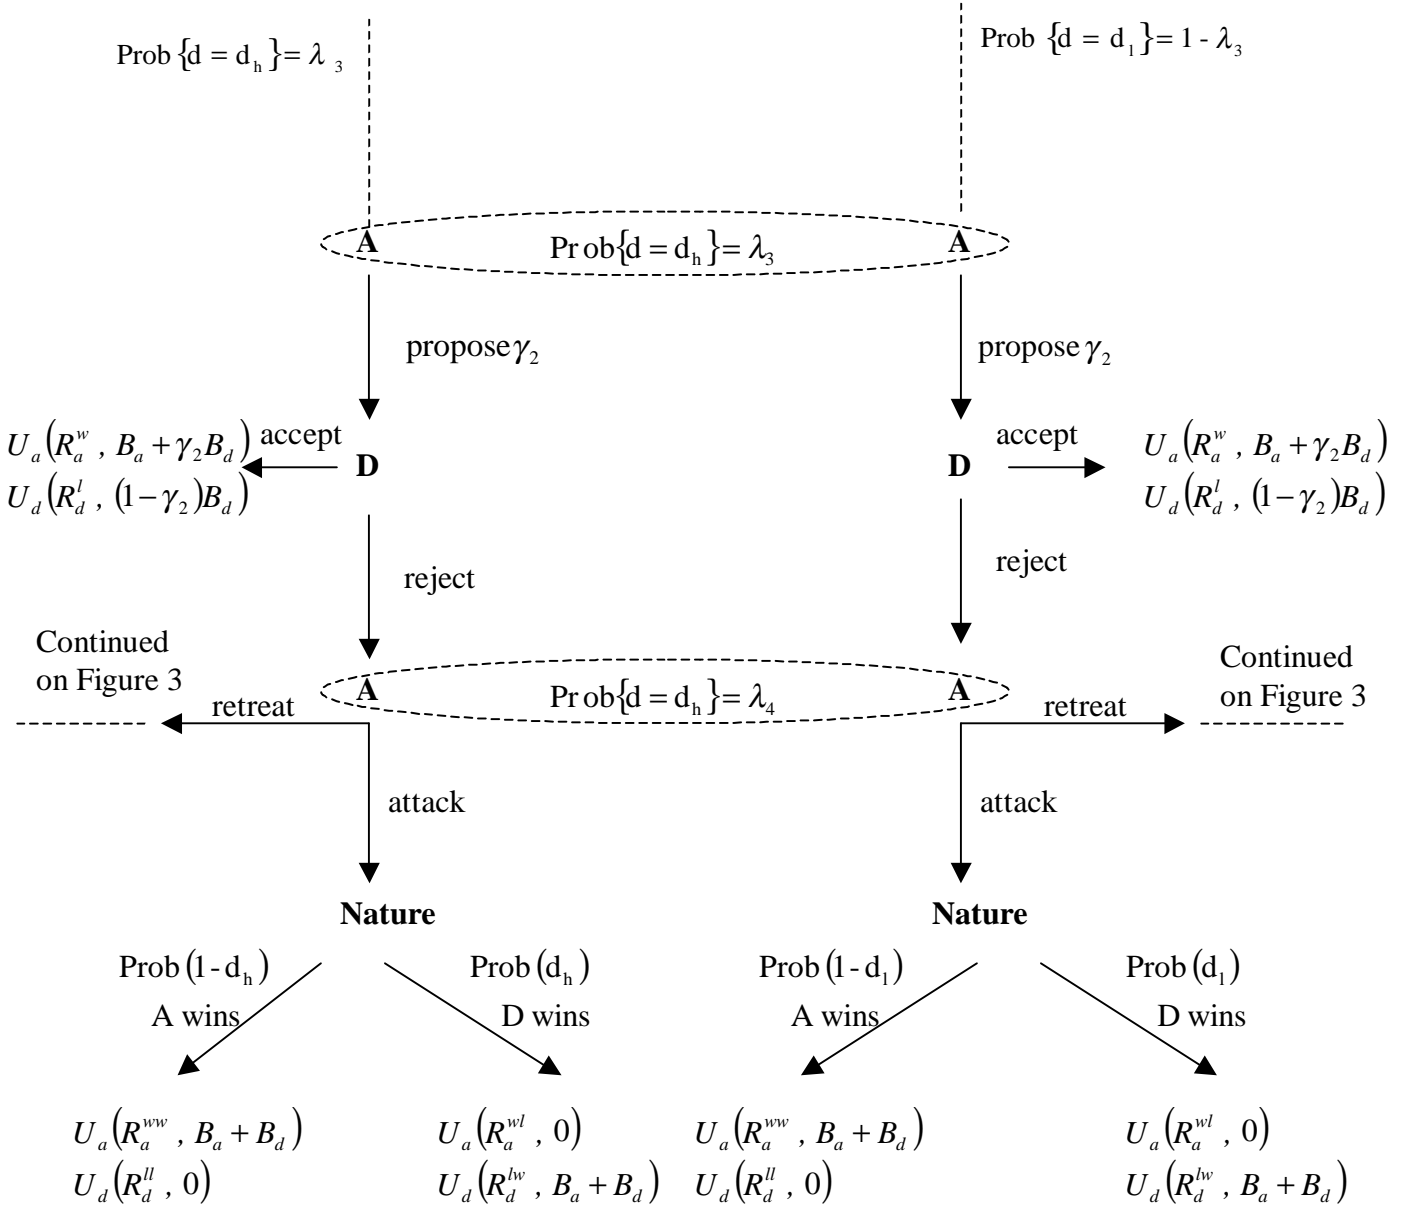 Prob {d = d_h} = λ_3
Prob {d = d_l} = 1 - λ_3
A
Prob{d = d_h} = λ_3
A
propose γ_2
propose γ_2
U_a(R_a^w , B_a + γ_2 B_d)
U_d(R_d^l , (1 − γ_2)B_d)
accept
D
D
accept
U_a(R_a^w , B_a + γ_2 B_d)
U_d(R_d^l , (1 − γ_2)B_d)
reject
reject
Continued
on Figure 3
retreat
A
Prob{d = d_h} = λ_4
A
retreat
Continued
on Figure 3
attack
attack
Nature
Nature
Prob (1 - d_h)
A wins
Prob (d_h)
D wins
Prob (1 - d_l)
A wins
Prob (d_l)
D wins
U_a(R_a^{ww} , B_a + B_d)
U_d(R_d^{ll} , 0)
U_a(R_a^{wl} , 0)
U_d(R_d^{lw} , B_a + B_d)
U_a(R_a^{ww} , B_a + B_d)
U_d(R_d^{ll} , 0)
U_a(R_a^{wl} , 0)
U_d(R_d^{lw} , B_a + B_d)